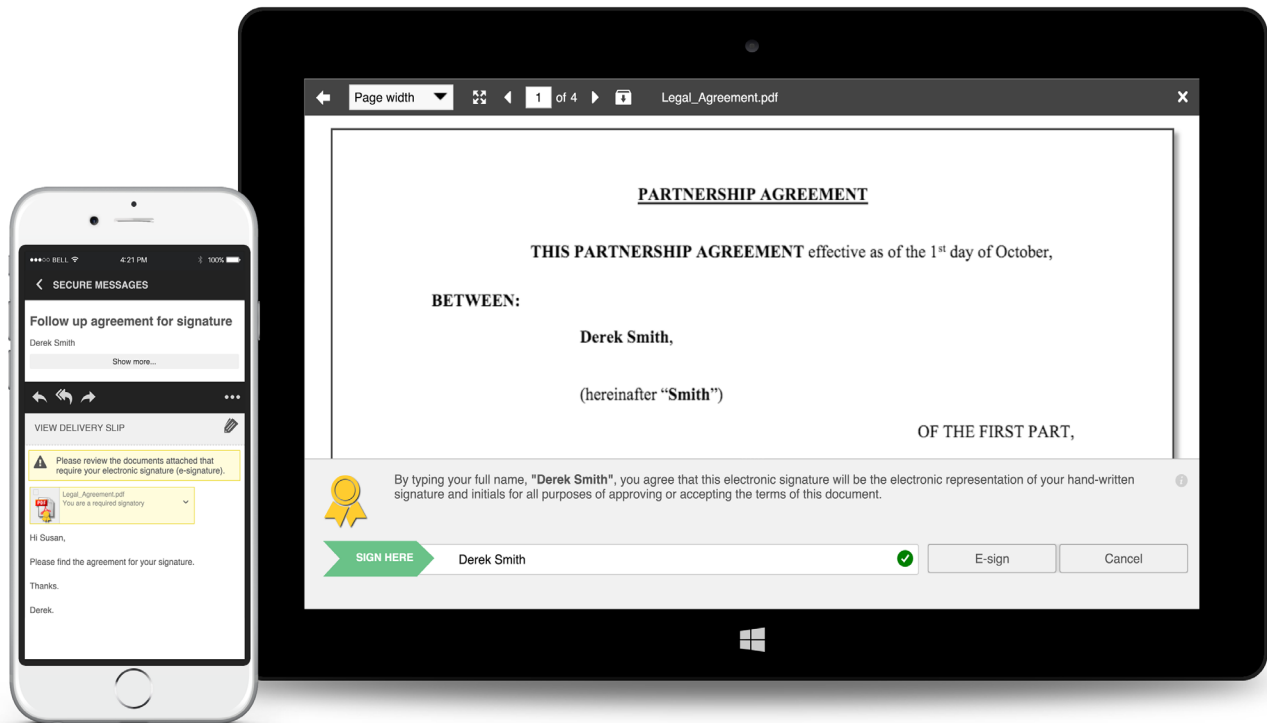 BELL
4:21 PM
100%
SECURE MESSAGES
Follow up agreement for signature
Derek Smith
Show more...
VIEW DELIVERY SLIP
Please review the documents attached that
require your electronic signature (e-signature).
PDF
Legal_Agreement.pdf
You are a required signatory
Hi Susan,
Please find the agreement for your signature.
Thanks.
Derek.
Page width
1 of 4
Legal_Agreement.pdf
PARTNERSHIP AGREEMENT
THIS PARTNERSHIP AGREEMENT effective as of the 1st day of October,
BETWEEN:
Derek Smith,
(hereinafter “Smith”)
OF THE FIRST PART,
By typing your full name, "Derek Smith", you agree that this electronic signature will be the electronic representation of your hand-written
signature and initials for all purposes of approving or accepting the terms of this document.
SIGN HERE
Derek Smith
E-sign
Cancel